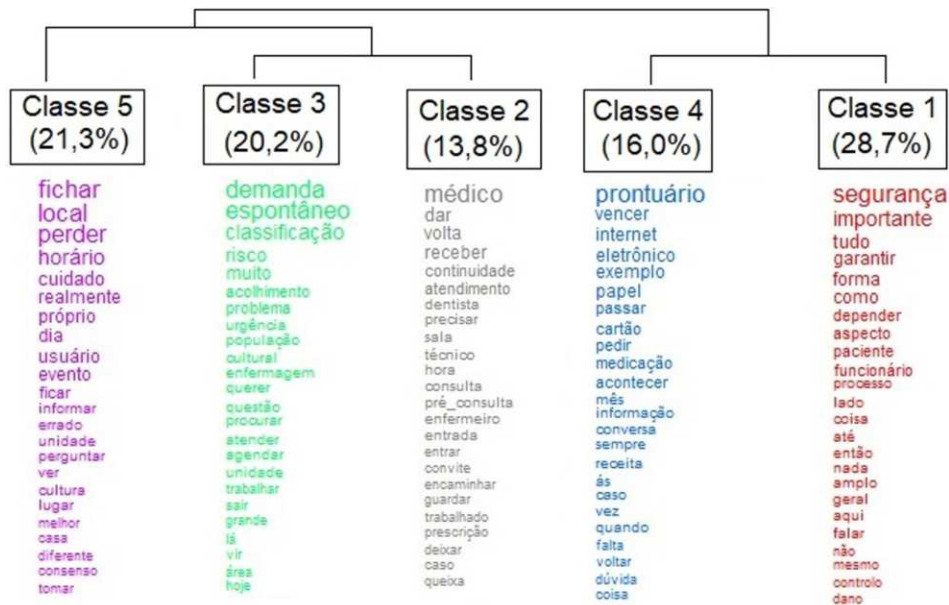 Classe 5
(21,3%)
fichar
local
perder
horário
cuidado
realmente
próprio
dia
usuário
evento
ficar
informar
errado
unidade
perguntar
ver
cultura
lugar
melhor
casa
diferente
consenso
tomar
Classe 3
(20,2%)
demanda
espontâneo
classificação
risco
muito
acolhimento
problema
urgência
população
cultural
enfermagem
querer
questão
procurar
atender
agendar
unidade
trabalhar
sair
grande
lá
vir
área
hoje
Classe 2
(13,8%)
médico
dar
volta
receber
continuidade
atendimento
dentista
precisar
sala
técnico
hora
consulta
pré_consulta
enfermeiro
entrada
entrar
convite
encaminhar
guardar
trabalhado
prescrição
deixar
caso
queixa
Classe 4
(16,0%)
prontuário
vencer
internet
eletrônico
exemplo
papel
passar
cartão
pedir
medicação
acontecer
mês
informação
conversa
sempre
receita
ás
caso
vez
quando
falta
voltar
dúvida
coisa
Classe 1
(28,7%)
segurança
importante
tudo
garantir
forma
como
depender
aspecto
paciente
funcionário
processo
lado
coisa
até
então
nada
amplo
geral
aqui
falar
não
mesmo
controlo
dano